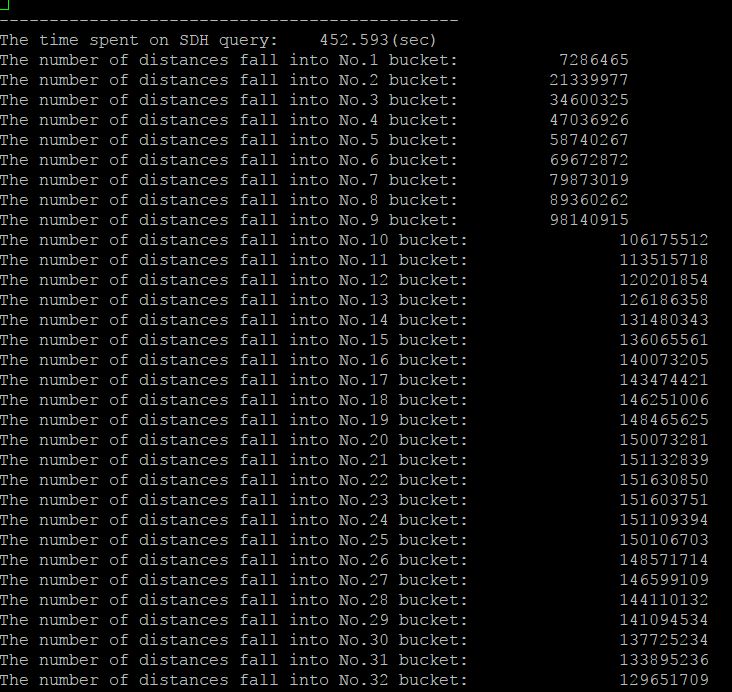 ----------------------------------------------
The time spent on SDH query:    452.593(sec)
The number of distances fall into No.1 bucket:          7286465
The number of distances fall into No.2 bucket:         21339977
The number of distances fall into No.3 bucket:         34600325
The number of distances fall into No.4 bucket:         47036926
The number of distances fall into No.5 bucket:         58740267
The number of distances fall into No.6 bucket:         69672872
The number of distances fall into No.7 bucket:         79873019
The number of distances fall into No.8 bucket:         89360262
The number of distances fall into No.9 bucket:         98140915
The number of distances fall into No.10 bucket:               106175512
The number of distances fall into No.11 bucket:               113515718
The number of distances fall into No.12 bucket:               120201854
The number of distances fall into No.13 bucket:               126186358
The number of distances fall into No.14 bucket:               131480343
The number of distances fall into No.15 bucket:               136065561
The number of distances fall into No.16 bucket:               140073205
The number of distances fall into No.17 bucket:               143474421
The number of distances fall into No.18 bucket:               146251006
The number of distances fall into No.19 bucket:               148465625
The number of distances fall into No.20 bucket:               150073281
The number of distances fall into No.21 bucket:               151132839
The number of distances fall into No.22 bucket:               151630850
The number of distances fall into No.23 bucket:               151603751
The number of distances fall into No.24 bucket:               151109394
The number of distances fall into No.25 bucket:               150106703
The number of distances fall into No.26 bucket:               148571714
The number of distances fall into No.27 bucket:               146599109
The number of distances fall into No.28 bucket:               144110132
The number of distances fall into No.29 bucket:               141094534
The number of distances fall into No.30 bucket:               137725234
The number of distances fall into No.31 bucket:               133895236
The number of distances fall into No.32 bucket:               129651709